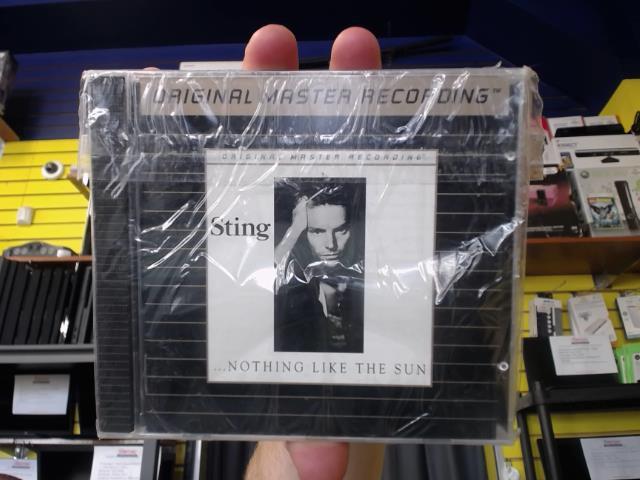 ORIGINAL MASTER RECORDING™
ORIGINAL MASTER RECORDING™
Sting
...NOTHING LIKE THE SUN